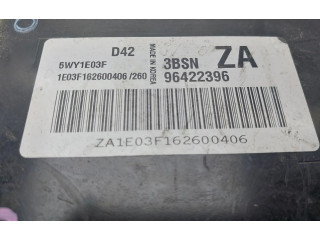 D42
5WY1E03F
1E03F162600406/260
MADE IN KOREA
3BSN ZA
96422396
ZA1E03F162600406